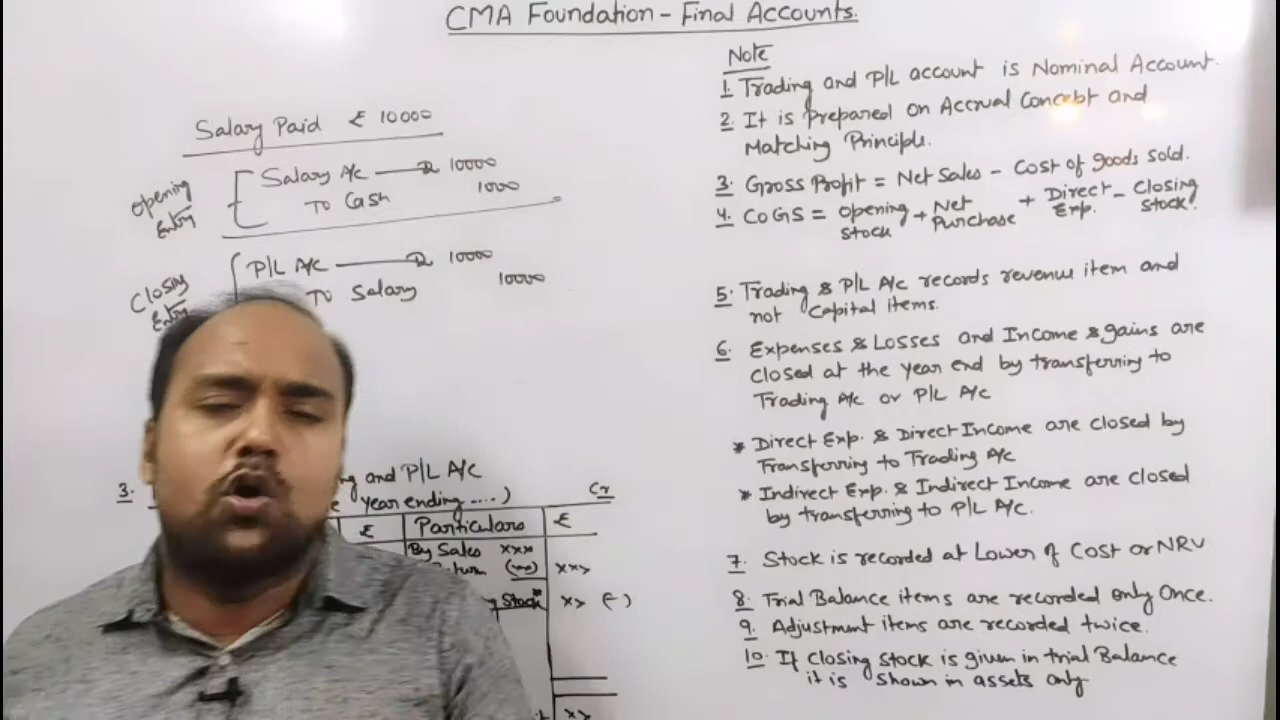 CMA Foundation - Final Accounts.
Salary Paid ₹ 10000
Opening Entry
Salary A/c —— Dr 10000
To Cash 1000
Closing Entry
P/L A/c —— Dr 10000
To Salary 10000
3.
ng and P/L A/c
year ending ....)
Cr
₹ Particulars ₹
By Sales xxx
xxx
Stock* xx (-)
xx
Note
1. Trading and P/L account is Nominal Account.
2. It is prepared on Accrual Concept and
Matching Principle.
3. Gross Profit = Net Sales - Cost of goods sold.
4. COGS = Opening Stock + Net Purchase + Direct Exp. - Closing Stock.
5. Trading & P/L A/c records revenue item and
not Capital items.
6. Expenses & Losses and Income & gains are
closed at the year end by transferring to
Trading A/c or P/L A/c
* Direct Exp. & Direct Income are closed by
Transferring to Trading A/c
* Indirect Exp. & Indirect Income are closed
by transferring to P/L A/c.
7. Stock is recorded at Lower of Cost or NRV
8. Trial Balance items are recorded only Once.
9. Adjustment items are recorded twice.
10. If Closing stock is given in trial Balance
it is shown in assets only